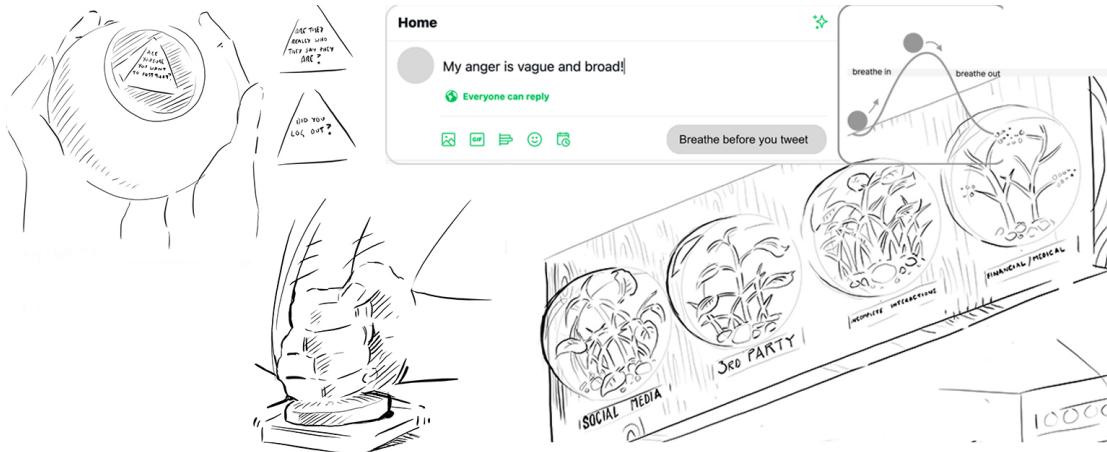 ARE
YOU SURE
YOU WANT
TO POST THAT?
ARE THEY
REALLY WHO
THEY SAY THEY
ARE?
DID YOU
LOG OUT?
Home
My anger is vague and broad!
Everyone can reply
GIF
Breathe before you tweet
breathe in
breathe out
SOCIAL MEDIA
3RD PARTY
INCOMPLETE INTERACTIONS
FINANCIAL/MEDICAL
10000